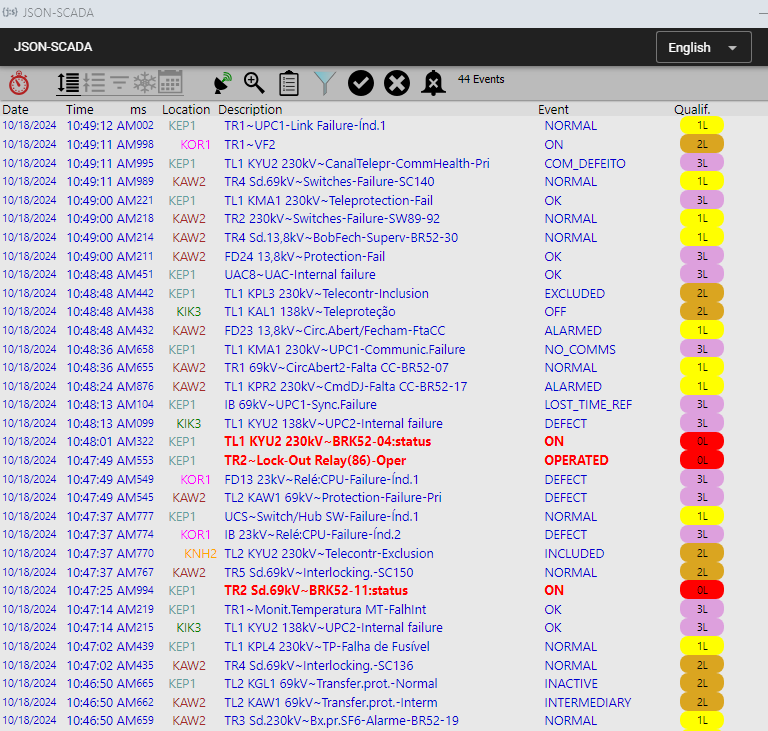 {j:s} JSON-SCADA
JSON-SCADA English
44 Events
Date Time ms Location Description Event Qualif.
10/18/2024 10:49:12 AM 002 KEP1 TR1~UPC1-Link Failure-Índ.1 NORMAL 1L
10/18/2024 10:49:11 AM 998 KOR1 TR1~VF2 ON 2L
10/18/2024 10:49:11 AM 995 KEP1 TL1 KYU2 230kV~CanalTelepr-CommHealth-Pri COM_DEFEITO 3L
10/18/2024 10:49:11 AM 989 KAW2 TR4 Sd.69kV~Switches-Failure-SC140 NORMAL 1L
10/18/2024 10:49:00 AM 221 KEP1 TL1 KMA1 230kV~Teleprotection-Fail OK 3L
10/18/2024 10:49:00 AM 218 KAW2 TR2 230kV~Switches-Failure-SW89-92 NORMAL 1L
10/18/2024 10:49:00 AM 214 KAW2 TR4 Sd.13,8kV~BobFech-Superv-BR52-30 NORMAL 1L
10/18/2024 10:49:00 AM 211 KAW2 FD24 13,8kV~Protection-Fail OK 3L
10/18/2024 10:48:48 AM 451 KEP1 UAC8~UAC-Internal failure OK 3L
10/18/2024 10:48:48 AM 442 KEP1 TL1 KPL3 230kV~Telecontr-Inclusion EXCLUDED 2L
10/18/2024 10:48:48 AM 438 KIK3 TL1 KAL1 138kV~Teleproteção OFF 2L
10/18/2024 10:48:48 AM 432 KAW2 FD23 13,8kV~Circ.Abert/Fecham-FtaCC ALARMED 1L
10/18/2024 10:48:36 AM 658 KEP1 TL1 KMA1 230kV~UPC1-Communic.Failure NO_COMMS 3L
10/18/2024 10:48:36 AM 655 KAW2 TR1 69kV~CircAbert2-Falta CC-BR52-07 NORMAL 1L
10/18/2024 10:48:24 AM 876 KAW2 TL1 KPR2 230kV~CmdDJ-Falta CC-BR52-17 ALARMED 1L
10/18/2024 10:48:13 AM 104 KEP1 IB 69kV~UPC1-Sync.Failure LOST_TIME_REF 3L
10/18/2024 10:48:13 AM 099 KIK3 TL1 KYU2 138kV~UPC2-Internal failure DEFECT 3L
10/18/2024 10:48:01 AM 322 KEP1 TL1 KYU2 230kV~BRK52-04:status ON 0L
10/18/2024 10:47:49 AM 553 KEP1 TR2~Lock-Out Relay(86)-Oper OPERATED 0L
10/18/2024 10:47:49 AM 549 KOR1 FD13 23kV~Relé:CPU-Failure-Índ.1 DEFECT 3L
10/18/2024 10:47:49 AM 545 KAW2 TL2 KAW1 69kV~Protection-Failure-Pri DEFECT 3L
10/18/2024 10:47:37 AM 777 KEP1 UCS~Switch/Hub SW-Failure-Índ.1 NORMAL 1L
10/18/2024 10:47:37 AM 774 KOR1 IB 23kV~Relé:CPU-Failure-Índ.2 DEFECT 3L
10/18/2024 10:47:37 AM 770 KNH2 TL2 KYU2 230kV~Telecontr-Exclusion INCLUDED 2L
10/18/2024 10:47:37 AM 767 KAW2 TR5 Sd.69kV~Interlocking.-SC150 NORMAL 2L
10/18/2024 10:47:25 AM 994 KEP1 TR2 Sd.69kV~BRK52-11:status ON 0L
10/18/2024 10:47:14 AM 219 KEP1 TR1~Monit.Temperatura MT-FalhInt OK 3L
10/18/2024 10:47:14 AM 215 KIK3 TL1 KYU2 138kV~UPC2-Internal failure OK 3L
10/18/2024 10:47:02 AM 439 KEP1 TL1 KPL4 230kV~TP-Falha de Fusível NORMAL 1L
10/18/2024 10:47:02 AM 435 KAW2 TR4 Sd.69kV~Interlocking.-SC136 NORMAL 2L
10/18/2024 10:46:50 AM 665 KEP1 TL2 KGL1 69kV~Transfer.prot.-Normal INACTIVE 2L
10/18/2024 10:46:50 AM 662 KAW2 TL2 KAW1 69kV~Transfer.prot.-Interm INTERMEDIARY 2L
10/18/2024 10:46:50 AM 659 KAW2 TR3 Sd.230kV~Bx.pr.SF6-Alarme-BR52-19 NORMAL 1L